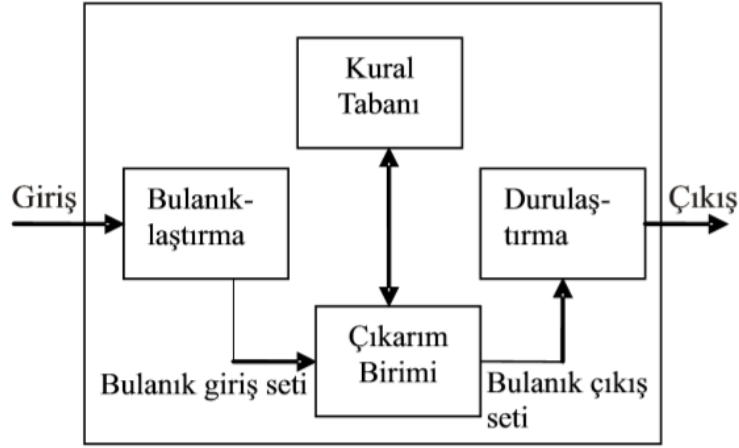 Kural
Tabanı
Giriş
Bulanık-
laştırma
Durulaş-
tırma
Çıkış
Çıkarım
Birimi
Bulanık giriş seti
Bulanık çıkış
seti